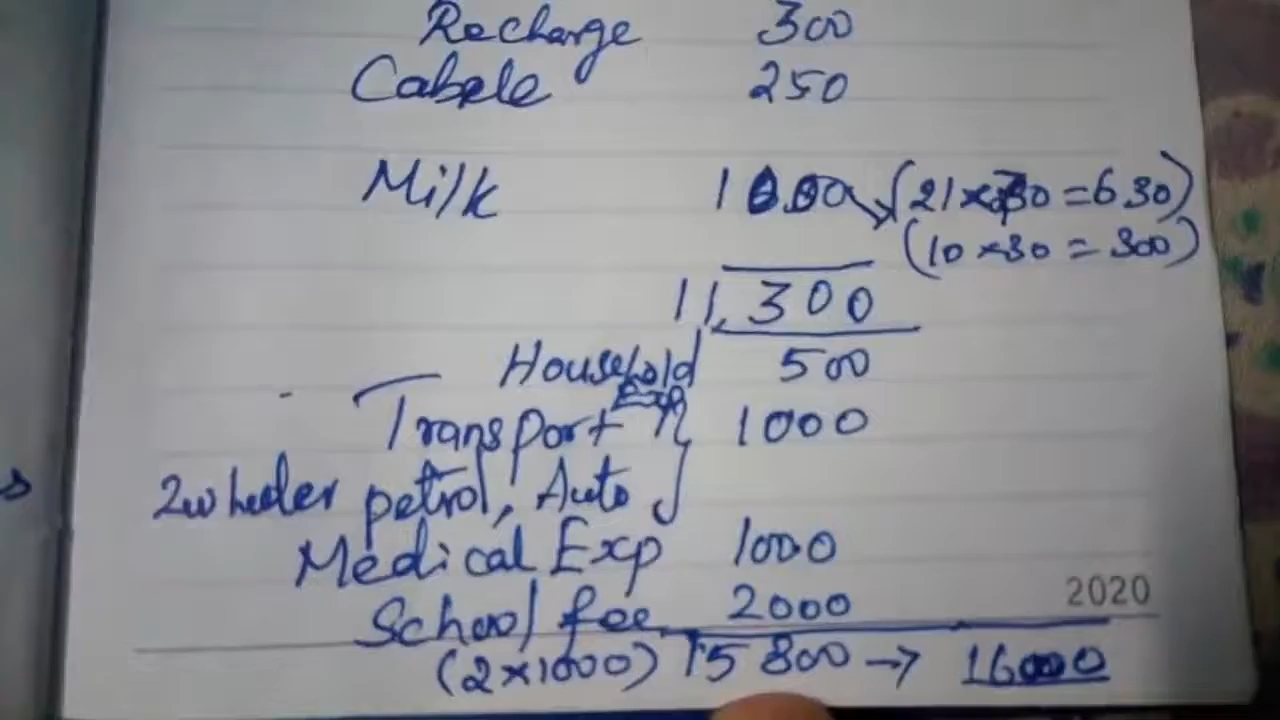 Recharge 300
Cabele 250
Milk 1000 (21×30=630)
(10×30=300)
11,300
Household 500
Exp
Transport 1000
2wheeler petrol, Auto
Medical Exp 1000
School fee 2000
2020
(2×1000) 15800 → 16000